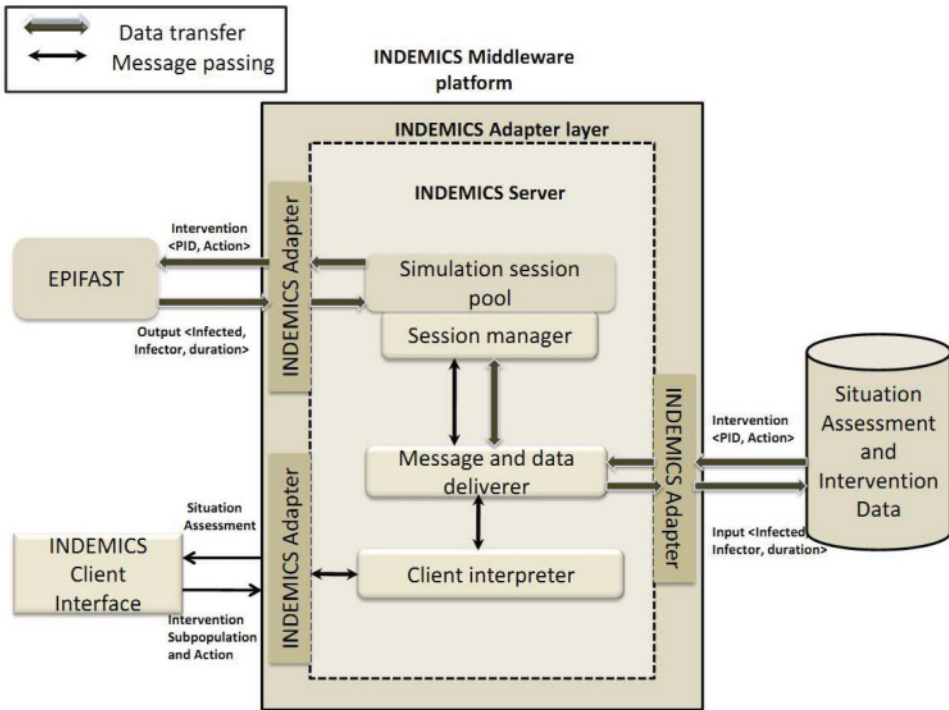 Data transfer
Message passing
INDEMICS Middleware
platform
INDEMICS Adapter layer
INDEMICS Server
Intervention
<PID, Action>
EPIFAST
Output <Infected,
Infector, duration>
INDEMICS Adapter
Simulation session
pool
Session manager
Message and data
deliverer
Client interpreter
INDEMICS Adapter
Situation
Assessment
INDEMICS
Client
Interface
Intervention
Subpopulation
and Action
INDEMICS Adapter
Intervention
<PID, Action>
Input <Infected,
Infector, duration>
Situation
Assessment
and
Intervention
Data